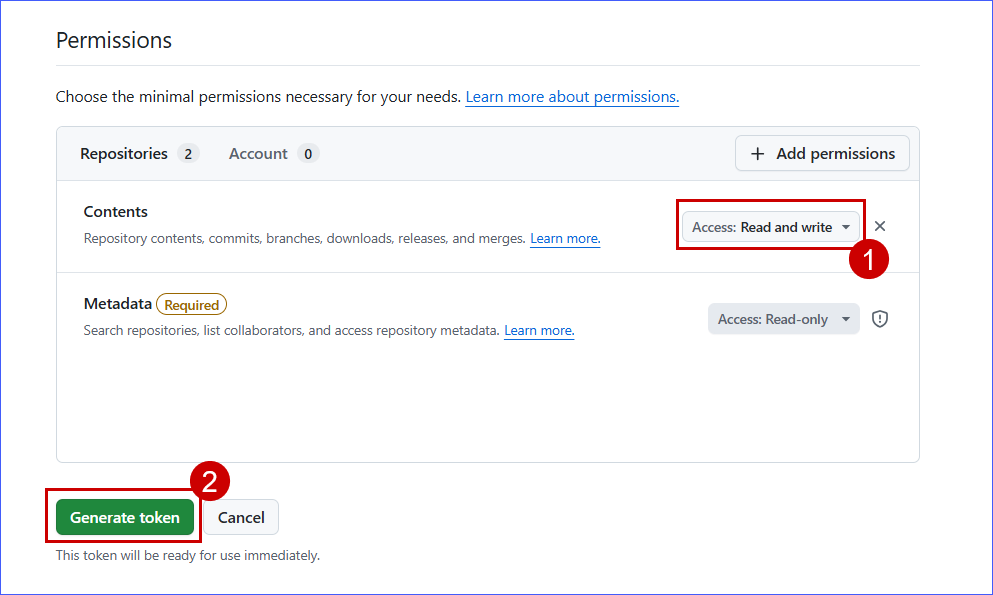 Permissions
Choose the minimal permissions necessary for your needs. Learn more about permissions.
Repositories 2 Account 0 + Add permissions
Contents
Access: Read and write
Repository contents, commits, branches, downloads, releases, and merges. Learn more.
1
Metadata Required
Access: Read-only
Search repositories, list collaborators, and access repository metadata. Learn more.
2
Generate token Cancel
This token will be ready for use immediately.